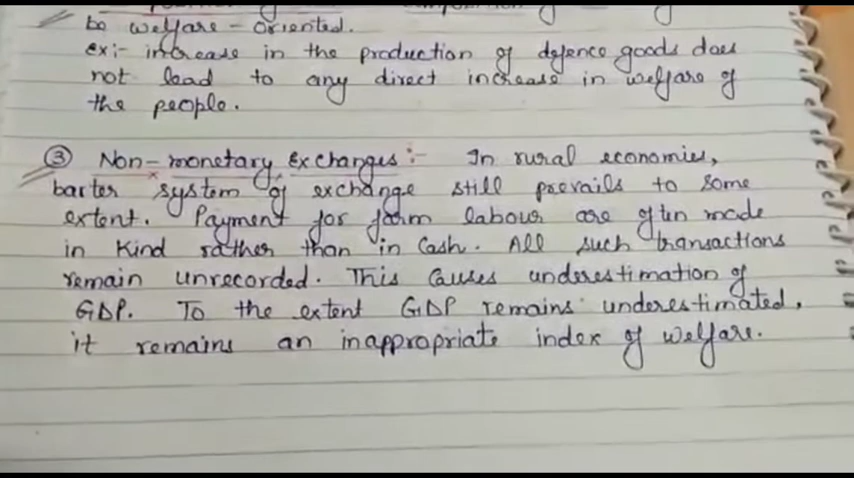 be welfare - oriented.
ex:- increase in the production of defence goods does
not lead to any direct increase in welfare of
the people.
③ Non-monetary Exchanges :- In rural economies,
barter system of exchange still prevails to some
extent. Payment for farm labour are often made
in kind rather than in cash. All such transactions
remain unrecorded. This causes underestimation of
GDP. To the extent GDP remains underestimated,
it remains an inappropriate index of welfare.